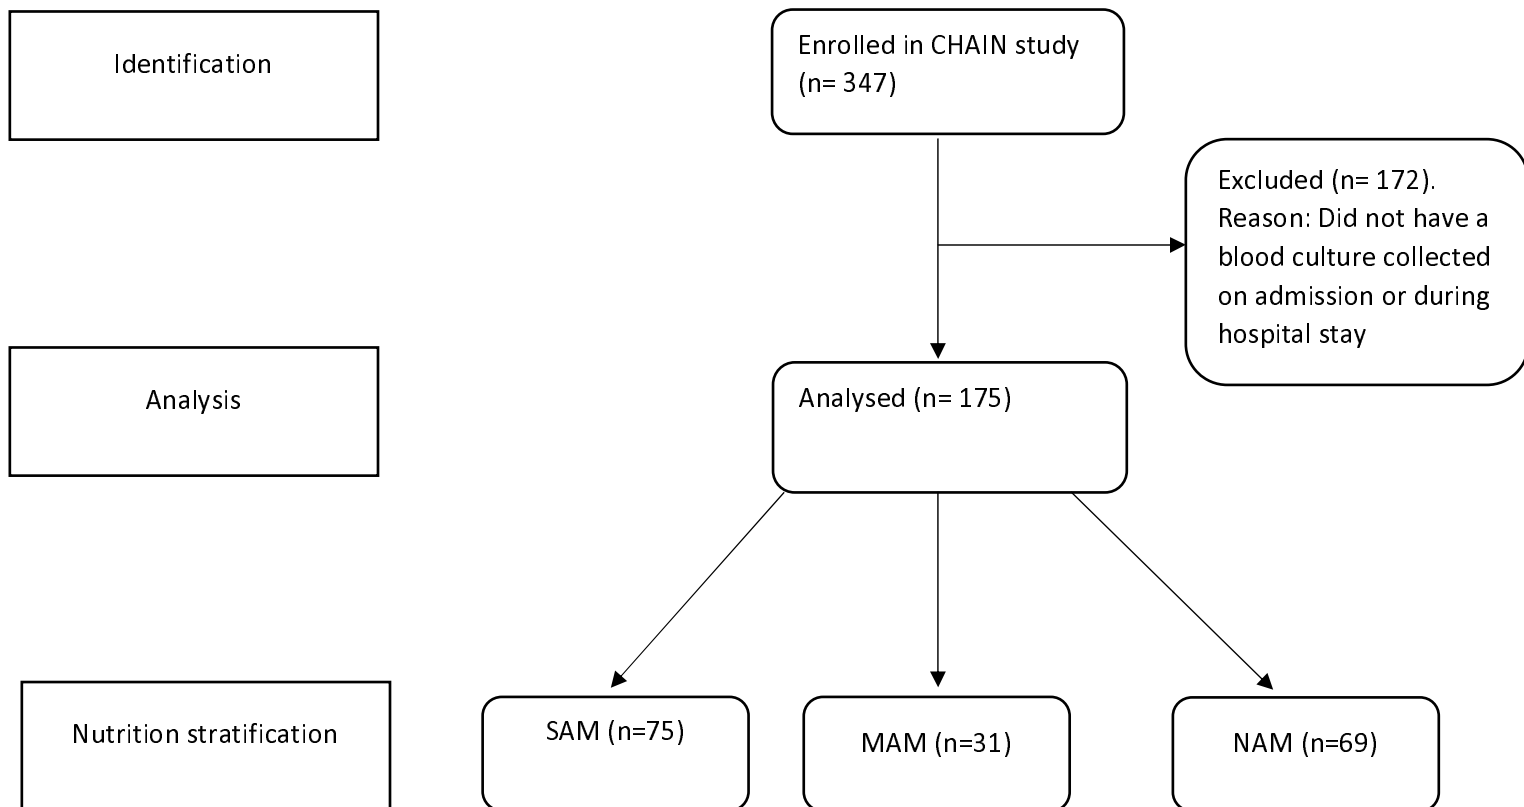 Identification
Enrolled in CHAIN study
(n= 347)
Excluded (n= 172).
Reason: Did not have a
blood culture collected
on admission or during
hospital stay
Analysis
Analysed (n= 175)
Nutrition stratification
SAM (n=75)
MAM (n=31)
NAM (n=69)